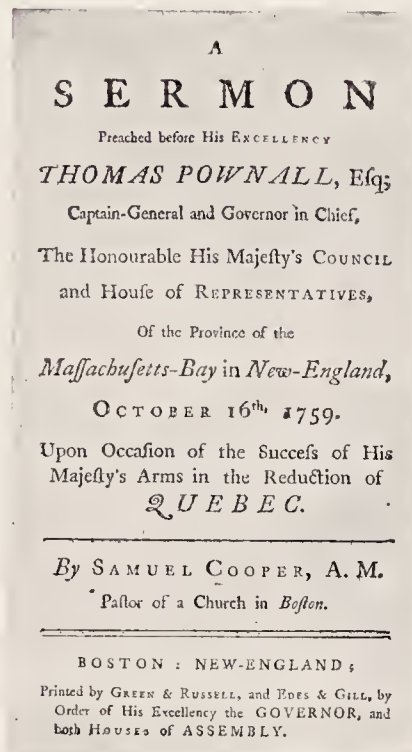 A
SERMON
Preached before His EXCELLENCY
THOMAS POWNALL, Eſq;
Captain-General and Governor in Chief,
The Honourable His Majeſty's COUNCIL
and Houſe of REPRESENTATIVES,
Of the Province of the
Maſſachuſetts-Bay in New-England,
OCTOBER 16th, 1759.
Upon Occaſion of the Succeſs of His
Majeſty's Arms in the Reduction of
QUEBEC.
By SAMUEL COOPER, A. M.
Paſtor of a Church in Boſton.
BOSTON: NEW-ENGLAND;
Printed by GREEN & RUSSELL, and EDES & GILL, by
Order of His Excellency the GOVERNOR, and
both HOUSES of ASSEMBLY.